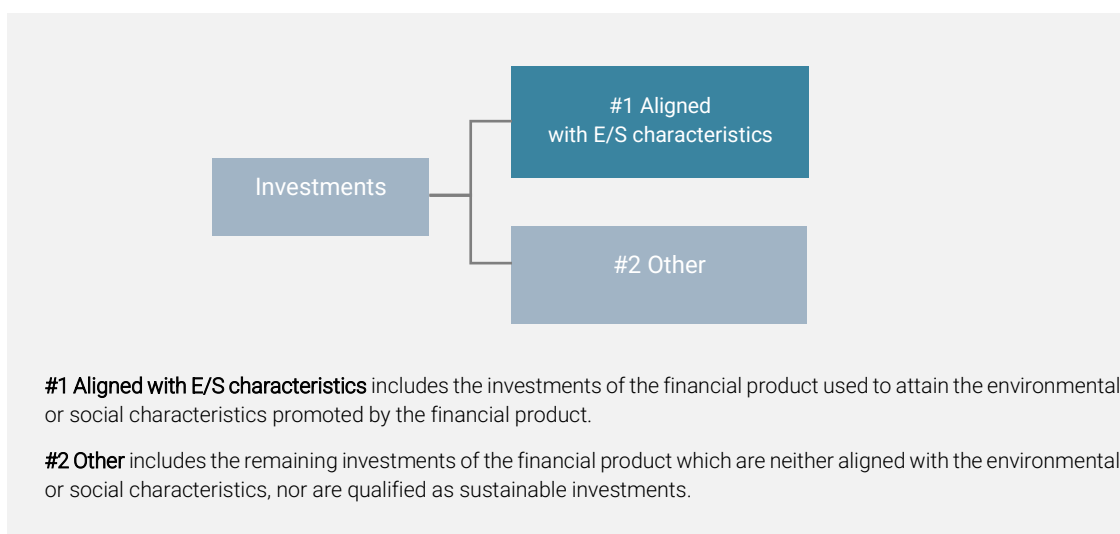 #1 Aligned
with E/S characteristics
Investments
#2 Other
#1 Aligned with E/S characteristics includes the investments of the financial product used to attain the environmental
or social characteristics promoted by the financial product.
#2 Other includes the remaining investments of the financial product which are neither aligned with the environmental
or social characteristics, nor are qualified as sustainable investments.